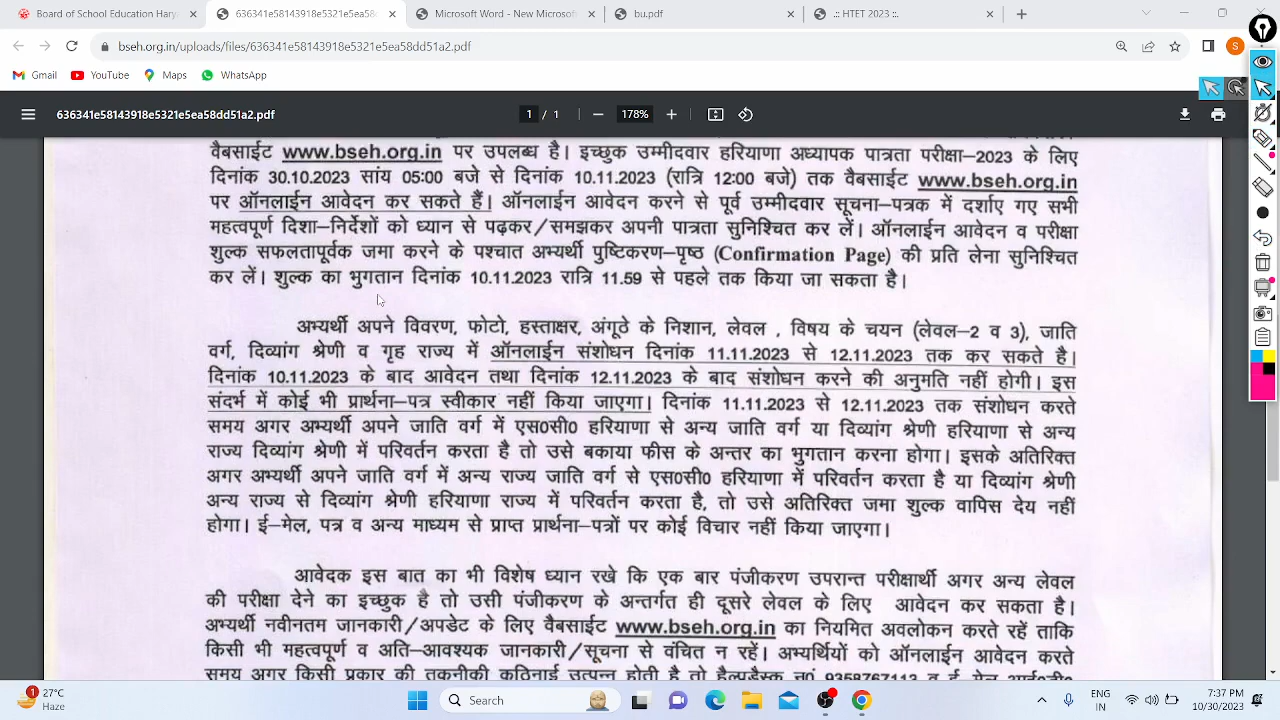 Board of School Education Hary
636341e58143918e5321e5ea58d
Microsoft Word - New Microsoft
bu.pdf
.:: HTET 2023 ::.
bseh.org.in/uploads/files/636341e58143918e5321e5ea58dd51a2.pdf
S
Gmail
YouTube
Maps
WhatsApp
636341e58143918e5321e5ea58dd51a2.pdf
1 / 1
178%
वैबसाईट www.bseh.org.in पर उपलब्ध है। इच्छुक उम्मीदवार हरियाणा अध्यापक पात्रता परीक्षा–2023 के लिए
दिनांक 30.10.2023 सांय 05:00 बजे से दिनांक 10.11.2023 (रात्रि 12:00 बजे) तक वैबसाईट www.bseh.org.in
पर ऑनलाईन आवेदन कर सकते हैं। ऑनलाईन आवेदन करने से पूर्व उम्मीदवार सूचना–पत्रक में दर्शाए गए सभी
महत्वपूर्ण दिशा–निर्देशों को ध्यान से पढ़कर/समझकर अपनी पात्रता सुनिश्चित कर लें। ऑनलाईन आवेदन व परीक्षा
शुल्क सफलतापूर्वक जमा करने के पश्चात अभ्यर्थी पुष्टिकरण–पृष्ठ (Confirmation Page) की प्रति लेना सुनिश्चित
कर लें। शुल्क का भुगतान दिनांक 10.11.2023 रात्रि 11.59 से पहले तक किया जा सकता है।
अभ्यर्थी अपने विवरण, फोटो, हस्ताक्षर, अंगूठे के निशान, लेवल , विषय के चयन (लेवल–2 व 3), जाति
वर्ग, दिव्यांग श्रेणी व गृह राज्य में ऑनलाईन संशोधन दिनांक 11.11.2023 से 12.11.2023 तक कर सकते है।
दिनांक 10.11.2023 के बाद आवेदन तथा दिनांक 12.11.2023 के बाद संशोधन करने की अनुमति नहीं होगी। इस
संदर्भ में कोई भी प्रार्थना–पत्र स्वीकार नहीं किया जाएगा। दिनांक 11.11.2023 से 12.11.2023 तक संशोधन करते
समय अगर अभ्यर्थी अपने जाति वर्ग में एस0सी0 हरियाणा से अन्य जाति वर्ग या दिव्यांग श्रेणी हरियाणा से अन्य
राज्य दिव्यांग श्रेणी में परिवर्तन करता है तो उसे बकाया फीस के अन्तर का भुगतान करना होगा। इसके अतिरिक्त
अगर अभ्यर्थी अपने जाति वर्ग में अन्य राज्य जाति वर्ग से एस0सी0 हरियाणा में परिवर्तन करता है या दिव्यांग श्रेणी
अन्य राज्य से दिव्यांग श्रेणी हरियाणा राज्य में परिवर्तन करता है, तो उसे अतिरिक्त जमा शुल्क वापिस देय नहीं
होगा। ई–मेल, पत्र व अन्य माध्यम से प्राप्त प्रार्थना–पत्रों पर कोई विचार नहीं किया जाएगा।
आवेदक इस बात का भी विशेष ध्यान रखे कि एक बार पंजीकरण उपरान्त परीक्षार्थी अगर अन्य लेवल
की परीक्षा देने का इच्छुक है तो उसी पंजीकरण के अन्तर्गत ही दूसरे लेवल के लिए आवेदन कर सकता है।
अभ्यर्थी नवीनतम जानकारी/अपडेट के लिए वैबसाईट www.bseh.org.in का नियमित अवलोकन करते रहें ताकि
किसी भी महत्वपूर्ण व अति–आवश्यक जानकारी/सूचना से वंचित न रहें। अभ्यर्थियों को ऑनलाईन आवेदन करते
समय अगर किसी प्रकार की तकनीकी कठिनाई उत्पन्न होती है तो हैल्पडैस्क न0 9358767113 व ई मेल
1
27°C
Haze
Search
ENG
IN
7:37 PM
10/30/2023